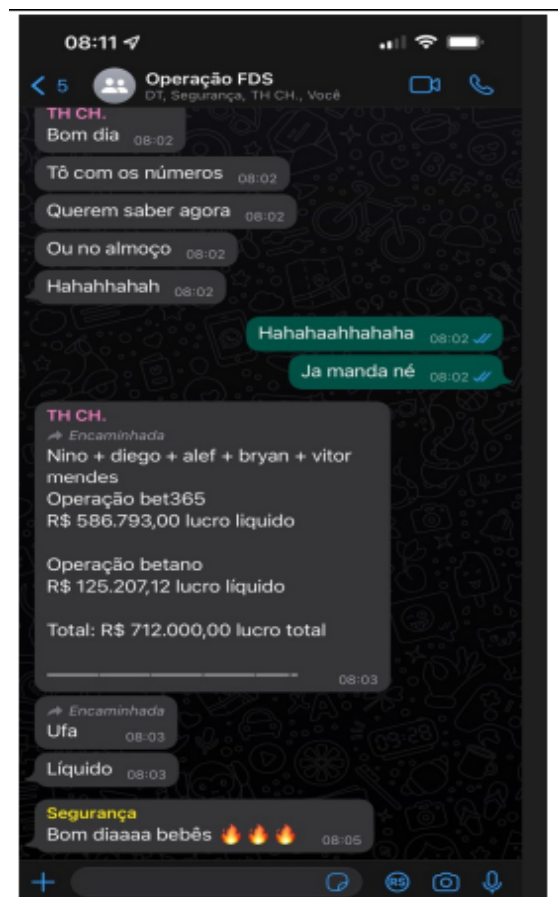 08:11
5
Operação FDS
DT, Segurança, TH CH., Você
TH CH.
Bom dia 08:02
Tô com os números 08:02
Querem saber agora 08:02
Ou no almoço 08:02
Hahahhahah 08:02
Hahahaahhahaha 08:02
Ja manda né 08:02
TH CH.
Encaminhada
Nino + diego + alef + bryan + vitor
mendes
Operação bet365
R$ 586.793,00 lucro liquido
Operação betano
R$ 125.207,12 lucro líquido
Total: R$ 712.000,00 lucro total
08:03
Encaminhada
Ufa 08:03
Líquido 08:03
Segurança
Bom diaaaa bebês 🔥🔥🔥 08:05
R$